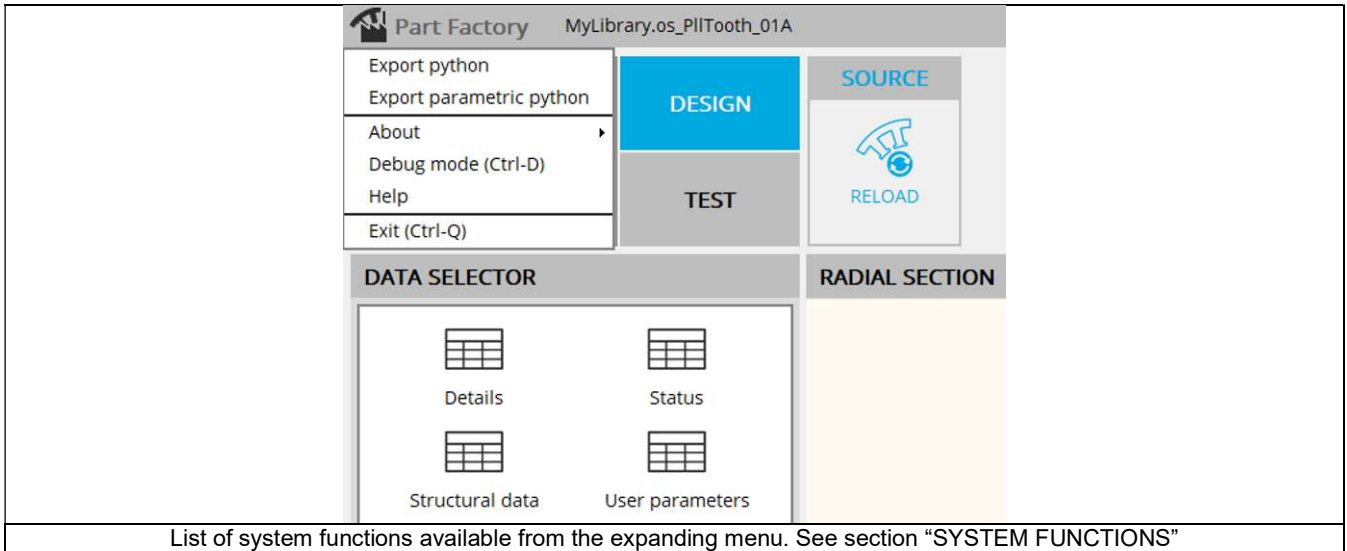 Part Factory MyLibrary.os_PllTooth_01A
Export python
Export parametric python
About
Debug mode (Ctrl-D)
Help
Exit (Ctrl-Q)
DESIGN
TEST
SOURCE
RELOAD
DATA SELECTOR
RADIAL SECTION
Details
Status
Structural data
User parameters
List of system functions available from the expanding menu. See section “SYSTEM FUNCTIONS”